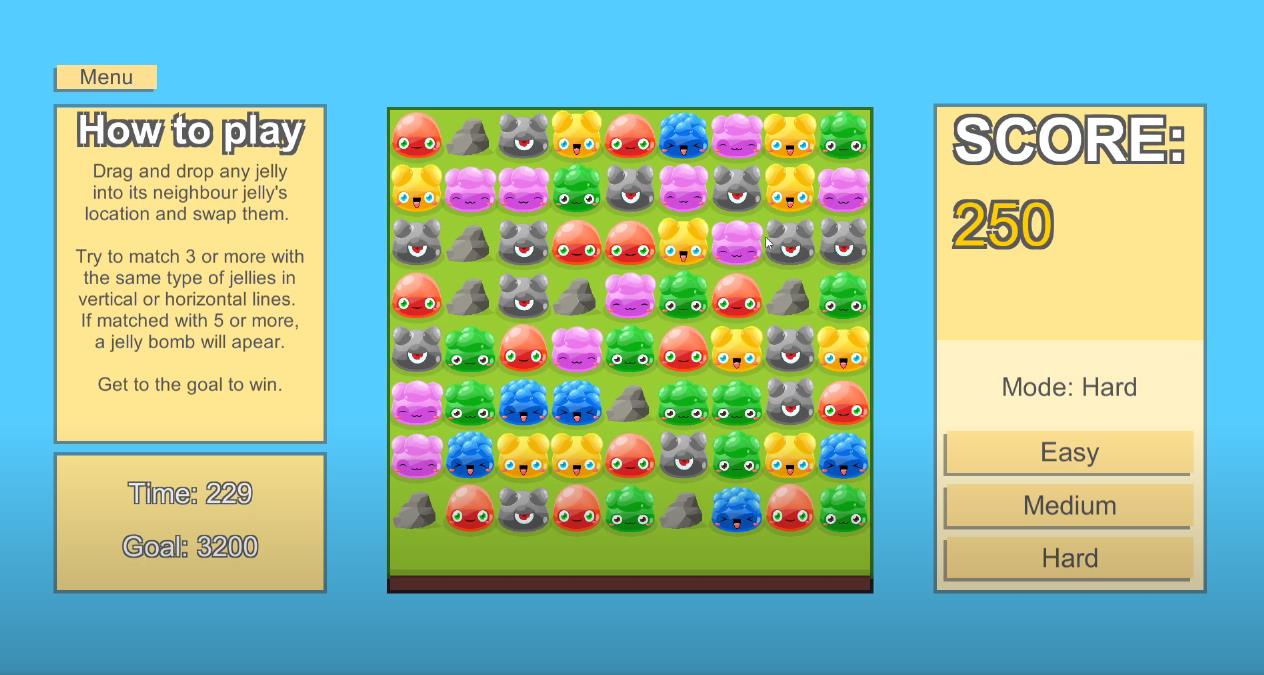 Menu
How to play
Drag and drop any jelly
into its neighbour jelly's
location and swap them.
Try to match 3 or more with
the same type of jellies in
vertical or horizontal lines.
If matched with 5 or more,
a jelly bomb will apear.
Get to the goal to win.
Time: 229
Goal: 3200
SCORE:
250
Mode: Hard
Easy
Medium
Hard